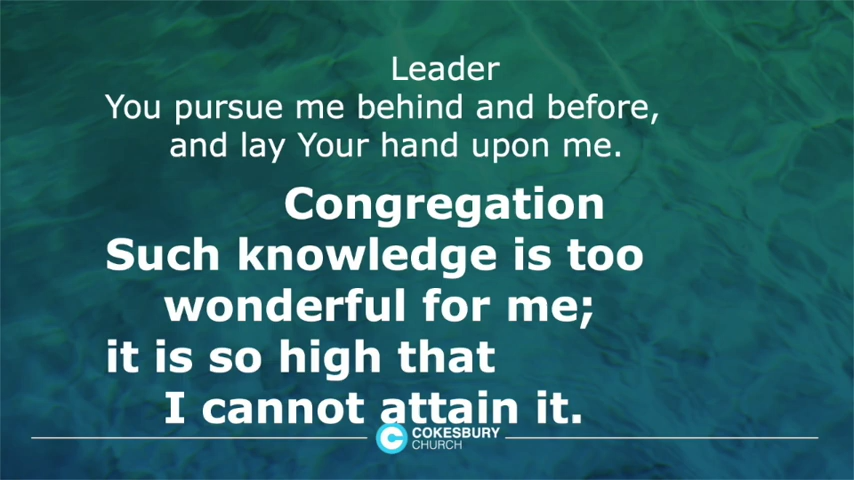 Leader
You pursue me behind and before,
and lay Your hand upon me.
Congregation
Such knowledge is too
wonderful for me;
it is so high that
I cannot attain it.
COKESBURY
CHURCH